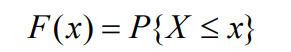 F(x) = P{X ≤ x}